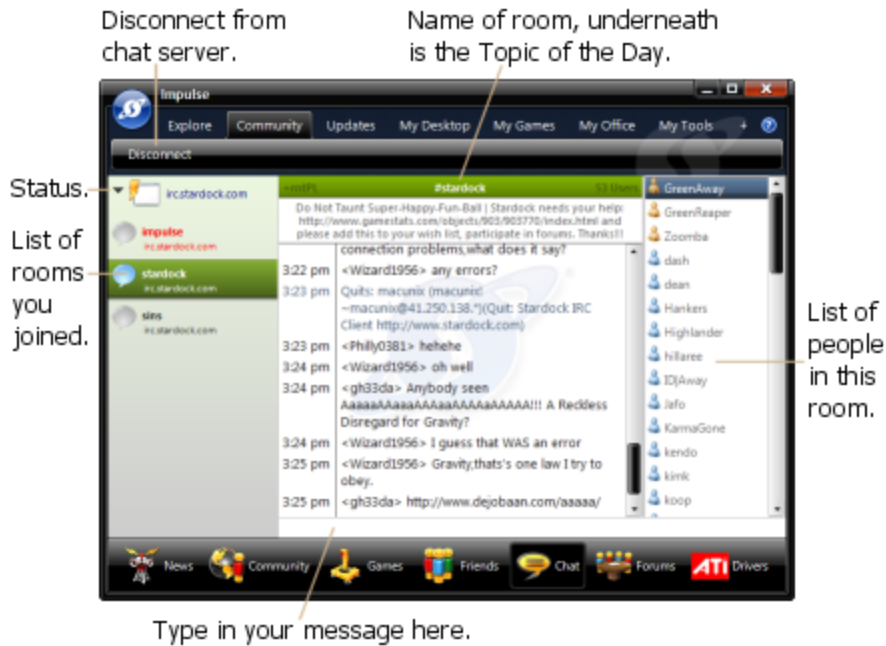 Disconnect from
chat server.
Name of room, underneath
is the Topic of the Day.
Impulse
Explore Community Updates My Desktop My Games My Office My Tools + ?
Disconnect
Status.
irc.stardock.com
List of
rooms
you
joined.
impulse
irc.stardock.com
stardock
irc.stardock.com
sins
irc.stardock.com
+mtPL #stardock 53 Users
Do Not Taunt Super-Happy-Fun-Ball | Stardock needs your help:
http://www.gamestats.com/objects/903/903770/index.html and
please add this to your wish list, participate in forums. Thanks!!
connection problems,what does it say?
3:22 pm <Wizard1956> any errors?
3:23 pm Quits: macunix (macunix!
~macunix@41.250.138.*)(Quit: Stardock IRC
Client http://www.stardock.com)
3:23 pm <Philly0381> hehehe
3:24 pm <Wizard1956> oh well
3:24 pm <gh33da> Anybody seen
A Reckless
Disregard for Gravity?
3:24 pm <Wizard1956> I guess that WAS an error
3:25 pm <Wizard1956> Gravity,thats's one law I try to
obey.
3:25 pm <gh33da> http://www.dejobaan.com/aaaaa/
GreenAway
GreenReaper
Zoomba
dash
dean
Hankers
Highlander
hillaree
IDJAway
Jafo
KarmaGone
kendo
kimk
koop
List of
people
in this
room.
News Community Games Friends Chat Forums ATI Drivers
Type in your message here.